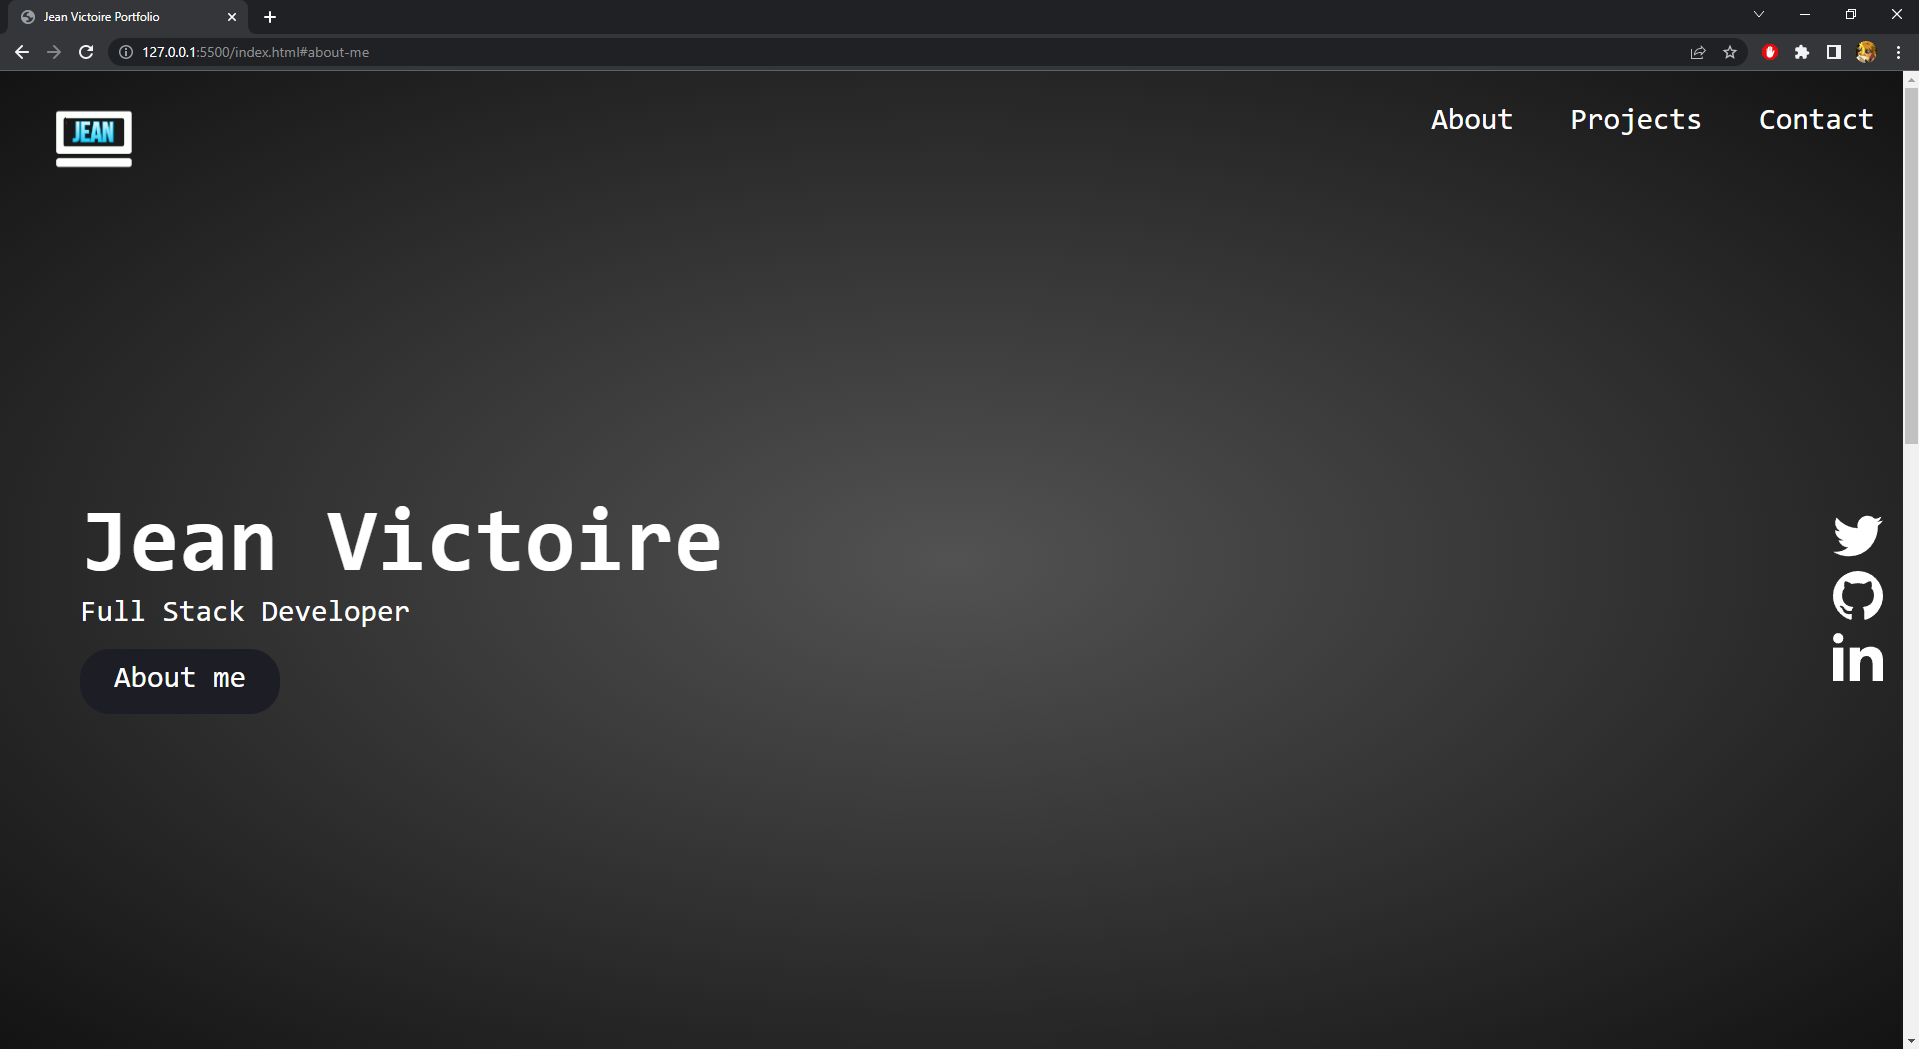 Jean Victoire Portfolio
127.0.0.1:5500/index.html#about-me
JEAN
About Projects Contact
Jean Victoire
Full Stack Developer
About me
in